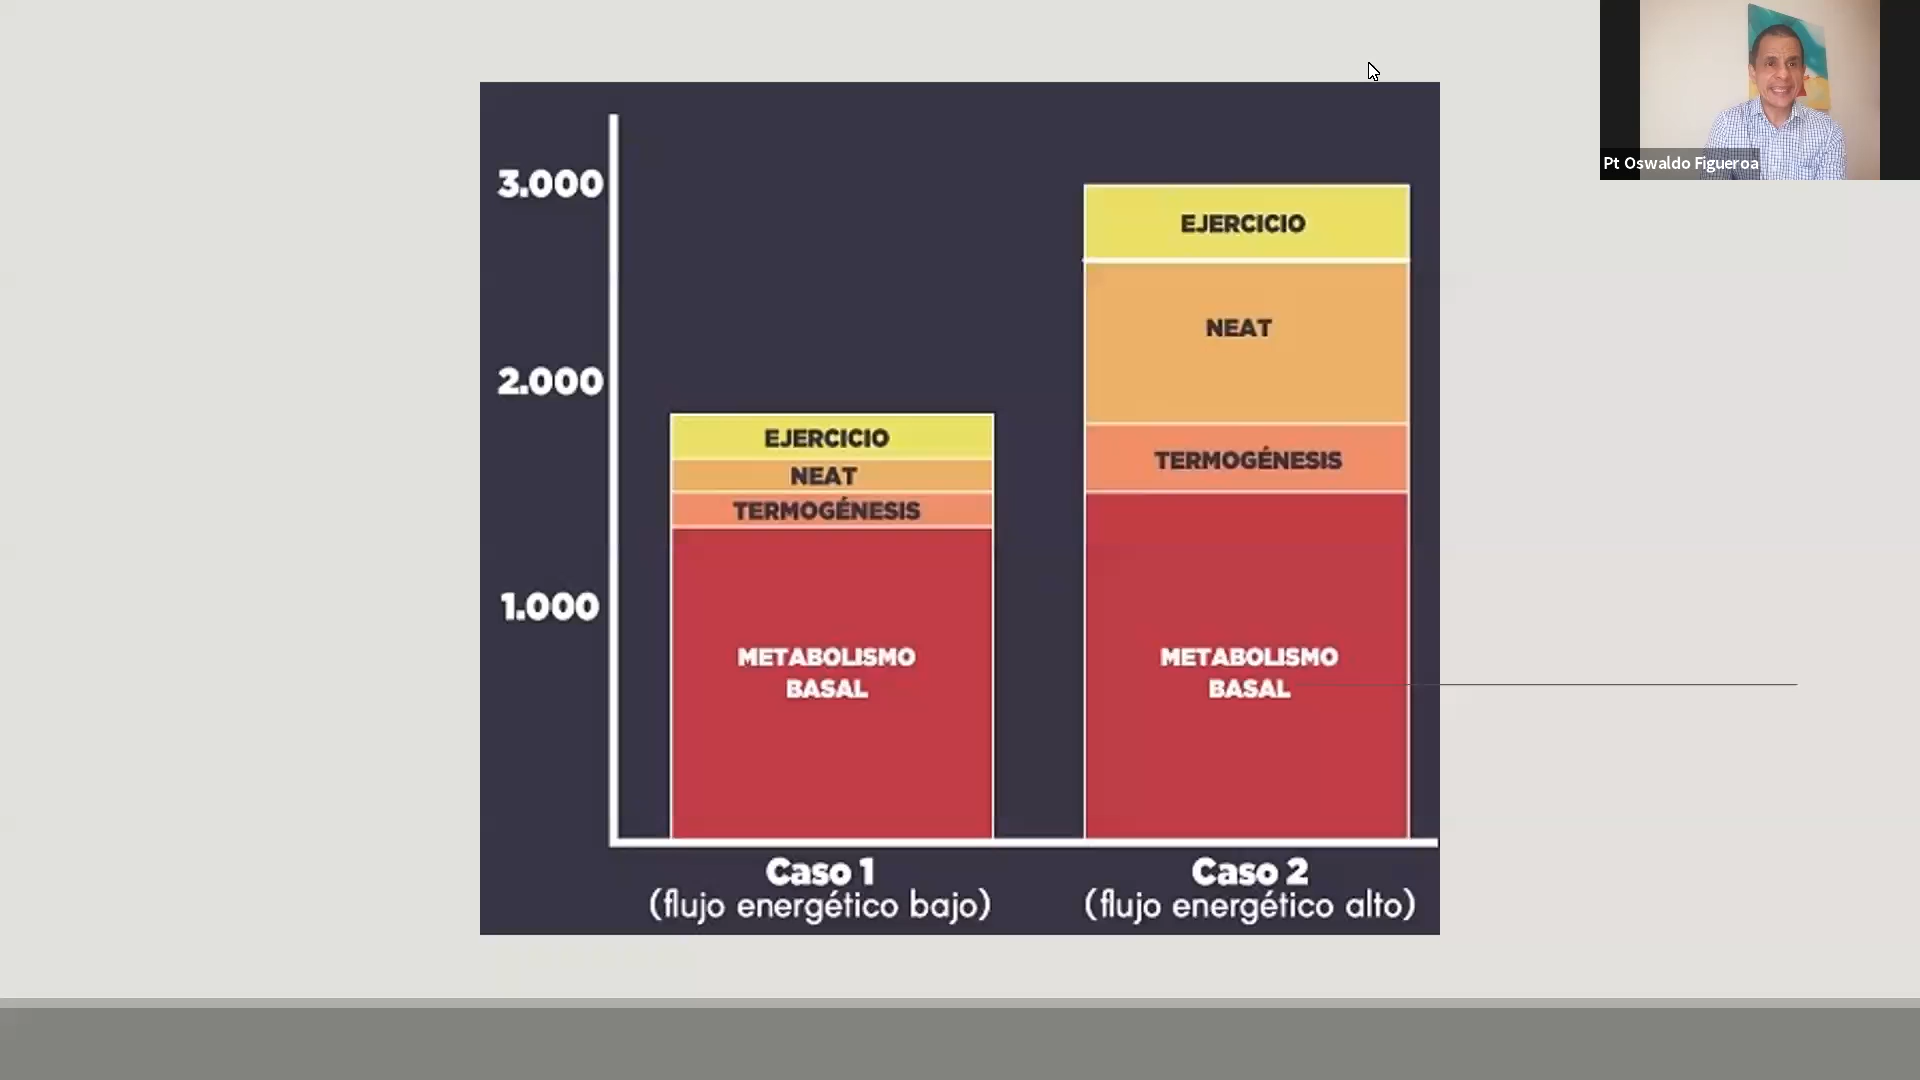 Pt Oswaldo Figueroa
3.000
2.000
1.000
EJERCICIO
NEAT
TERMOGÉNESIS
METABOLISMO
BASAL
EJERCICIO
NEAT
TERMOGÉNESIS
METABOLISMO
BASAL
Caso 1
(flujo energético bajo)
Caso 2
(flujo energético alto)